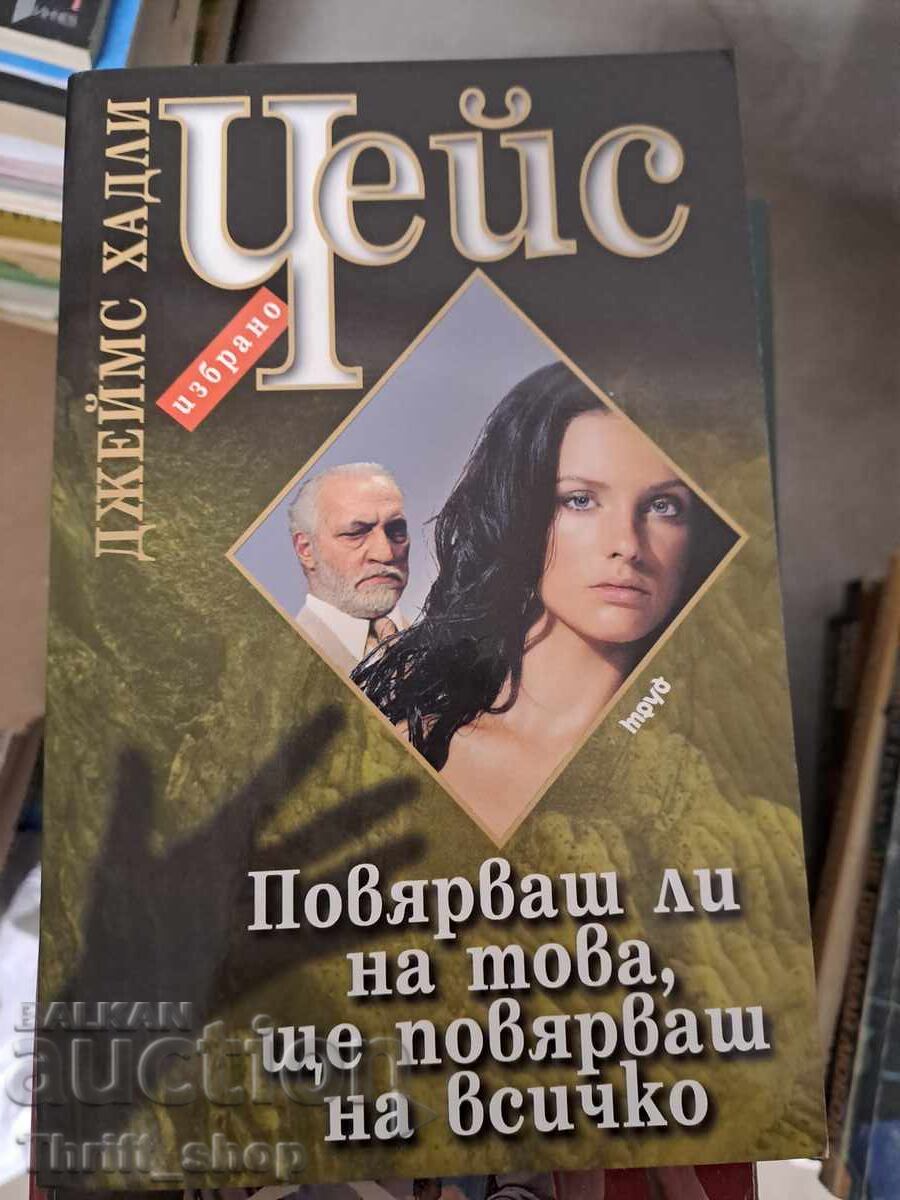 ДЖЕЙМС ХАДЛИ
Чейс
избрано
труд
Повярваш ли
на това,
ще повярваш
на всичко
BALKAN
auction
Thrift_shop